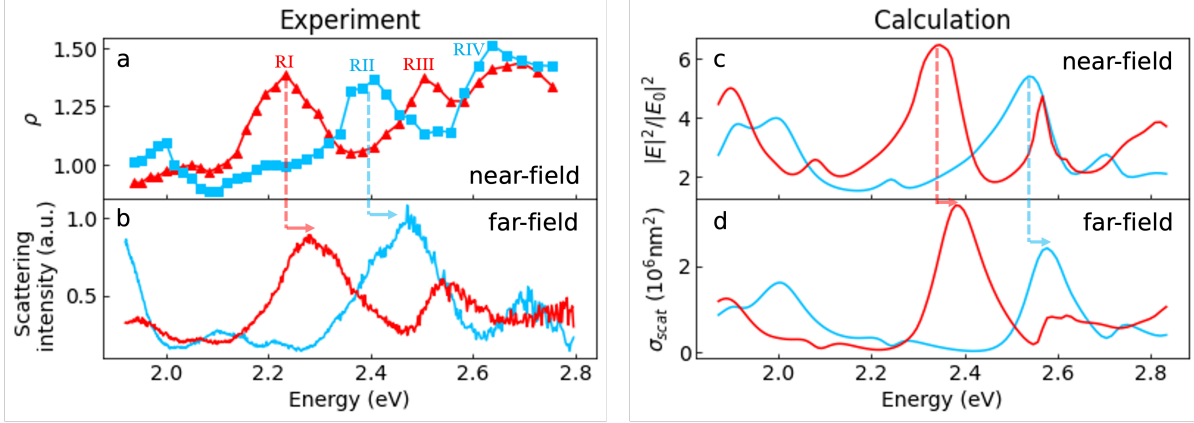 Experiment
a
RI
RII
RIII
RIV
1.50
1.25
1.00
ρ
near-field
b
far-field
1.0
0.5
Scattering
intensity (a.u.)
2.0 2.2 2.4 2.6 2.8
Energy (eV)
Calculation
c
near-field
6
4
2
|E|²/|E₀|²
d
far-field
2
0
σ_scat (10⁶nm²)
2.0 2.2 2.4 2.6 2.8
Energy (eV)